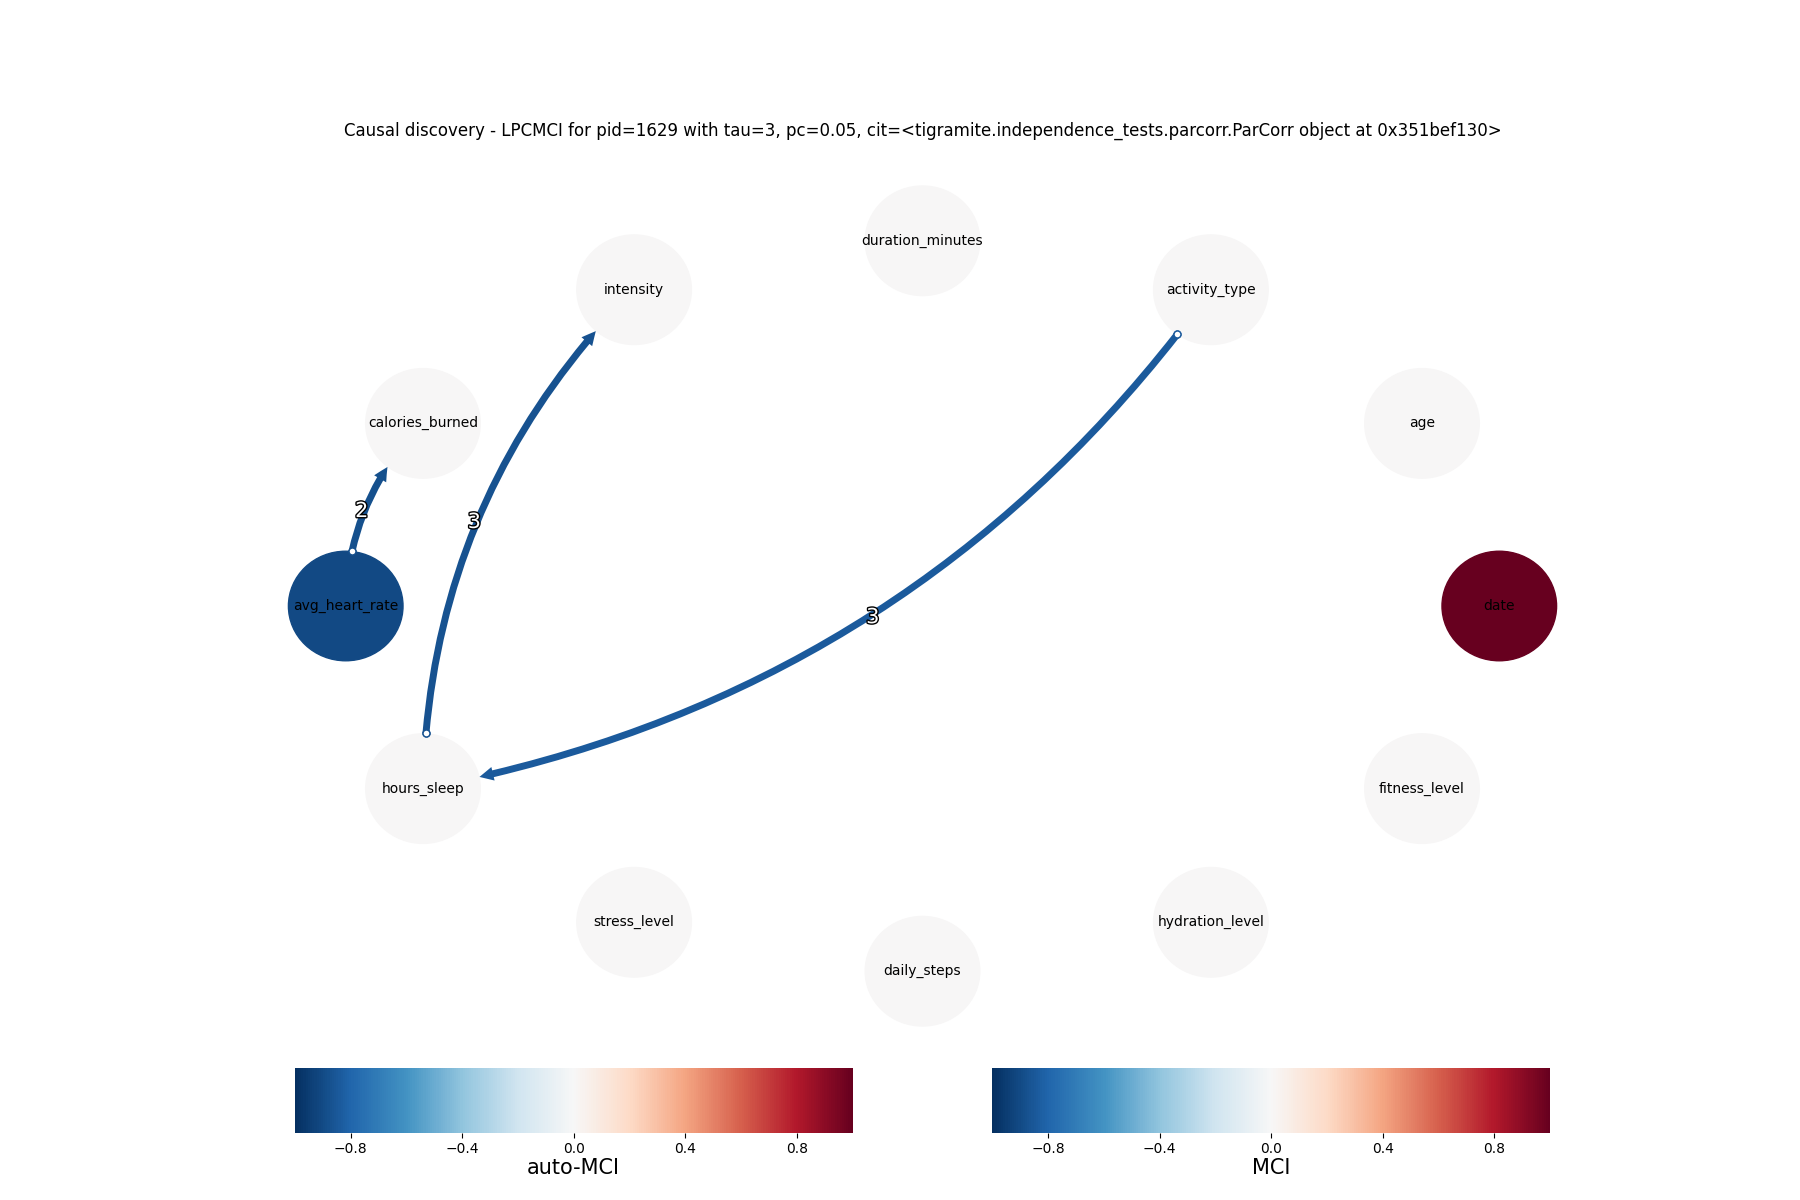 Causal discovery - LPCMCI for pid=1629 with tau=3, pc=0.05, cit=<tigramite.independence_tests.parcorr.ParCorr object at 0x351bef130>
duration_minutes
intensity
activity_type
calories_burned
age
2
3
avg_heart_rate
date
3
hours_sleep
fitness_level
stress_level
hydration_level
daily_steps
−0.8 −0.4 0.0 0.4 0.8
auto-MCI
−0.8 −0.4 0.0 0.4 0.8
MCI